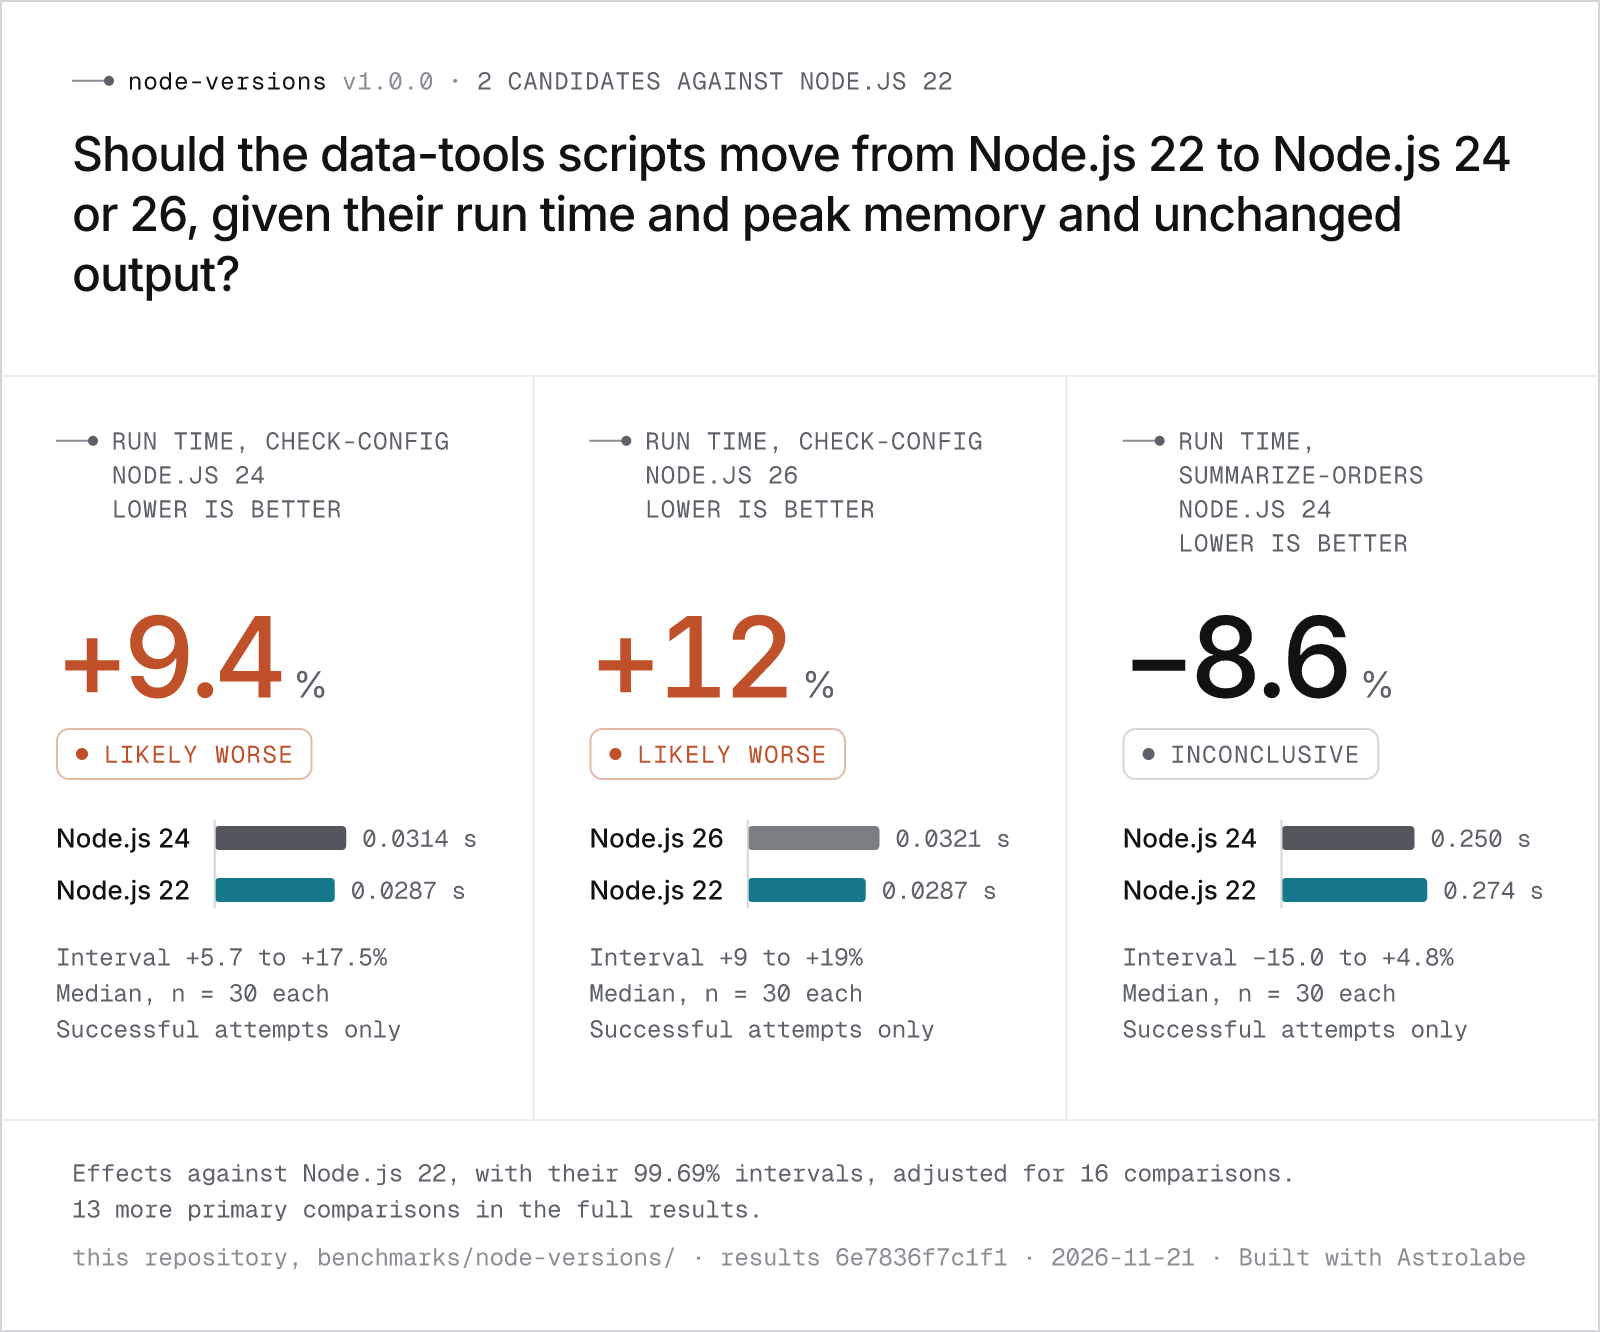 node-versions v1.0.0 · 2 CANDIDATES AGAINST NODE.JS 22
Should the data-tools scripts move from Node.js 22 to Node.js 24
or 26, given their run time and peak memory and unchanged
output?
RUN TIME, CHECK-CONFIG
NODE.JS 24
LOWER IS BETTER
+9.4 %
LIKELY WORSE
Node.js 24 0.0314 s
Node.js 22 0.0287 s
Interval +5.7 to +17.5%
Median, n = 30 each
Successful attempts only
RUN TIME, CHECK-CONFIG
NODE.JS 26
LOWER IS BETTER
+12 %
LIKELY WORSE
Node.js 26 0.0321 s
Node.js 22 0.0287 s
Interval +9 to +19%
Median, n = 30 each
Successful attempts only
RUN TIME,
SUMMARIZE-ORDERS
NODE.JS 24
LOWER IS BETTER
−8.6 %
INCONCLUSIVE
Node.js 24 0.250 s
Node.js 22 0.274 s
Interval −15.0 to +4.8%
Median, n = 30 each
Successful attempts only
Effects against Node.js 22, with their 99.69% intervals, adjusted for 16 comparisons.
13 more primary comparisons in the full results.
this repository, benchmarks/node-versions/ · results 6e7836f7c1f1 · 2026-11-21 · Built with Astrolabe